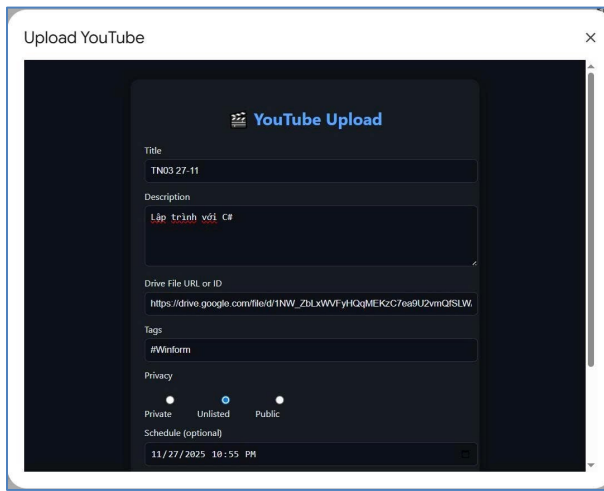 Upload YouTube
YouTube Upload
Title
TN03 27-11
Description
Lập trình với C#
Drive File URL or ID
https://drive.google.com/file/d/1NW_ZbLxWVFyHQqMEKzC7ea9U2vmQfSLW
Tags
#Winform
Privacy
Private Unlisted Public
Schedule (optional)
11/27/2025 10:55 PM